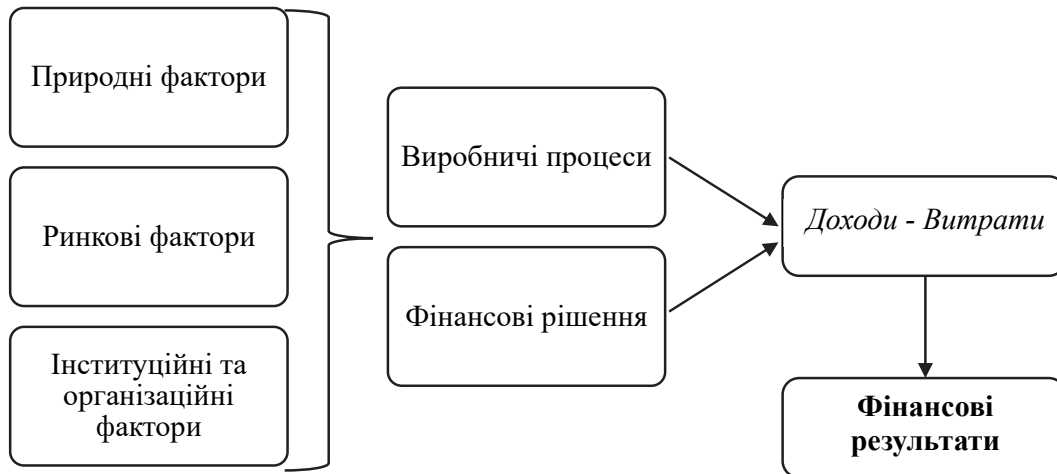 Природні фактори
Ринкові фактори
Інституційні та
організаційні
фактори
Виробничі процеси
Фінансові рішення
Доходи - Витрати
Фінансові
результати